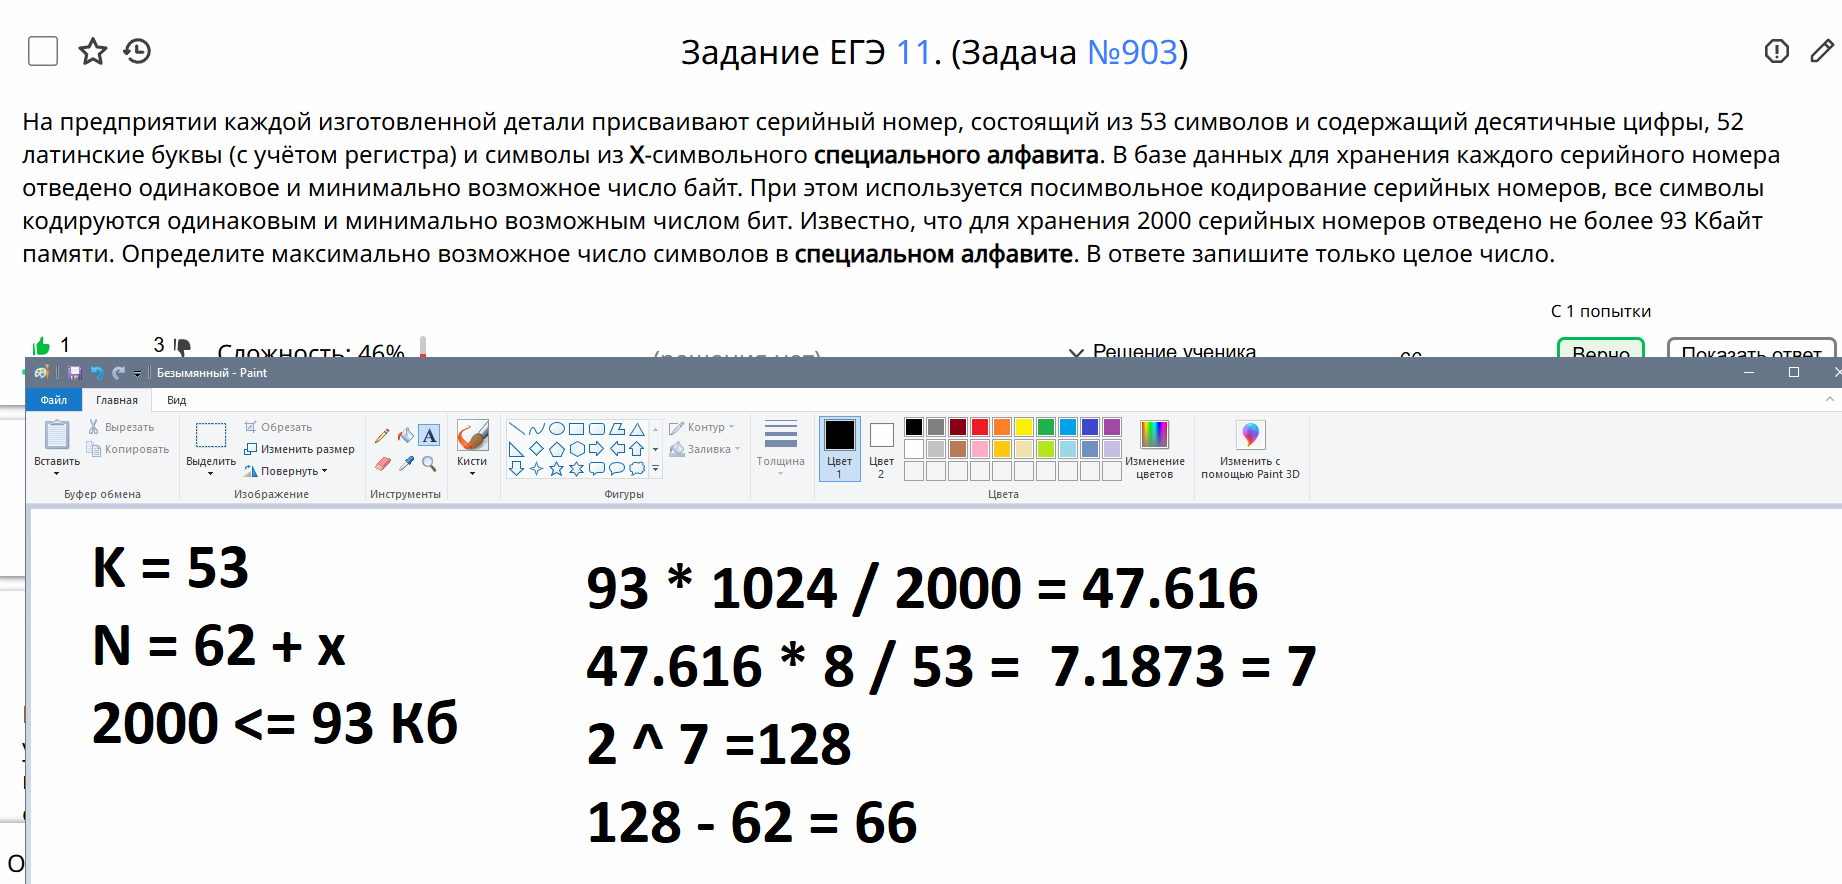 Задание ЕГЭ 11. (Задача №903)
На предприятии каждой изготовленной детали присваивают серийный номер, состоящий из 53 символов и содержащий десятичные цифры, 52
латинские буквы (с учётом регистра) и символы из X-символьного специального алфавита. В базе данных для хранения каждого серийного номера
отведено одинаковое и минимально возможное число байт. При этом используется посимвольное кодирование серийных номеров, все символы
кодируются одинаковым и минимально возможным числом бит. Известно, что для хранения 2000 серийных номеров отведено не более 93 Кбайт
памяти. Определите максимально возможное число символов в специальном алфавите. В ответе запишите только целое число.
С 1 попытки
1 3 Сложность: 46% (решения нет) Решение ученика 66 Верно Показать ответ
Безымянный - Paint
Файл Главная Вид
Вставить Вырезать Копировать
Буфер обмена
Выделить Обрезать Изменить размер Повернуть
Изображение
A
Инструменты
Кисти
Контур Заливка
Фигуры
Толщина
Цвет 1 Цвет 2
Изменение цветов
Цвета
Изменить с помощью Paint 3D
K = 53
N = 62 + x
2000 <= 93 Кб
93 * 1024 / 2000 = 47.616
47.616 * 8 / 53 = 7.1873 = 7
2 ^ 7 =128
128 - 62 = 66
О